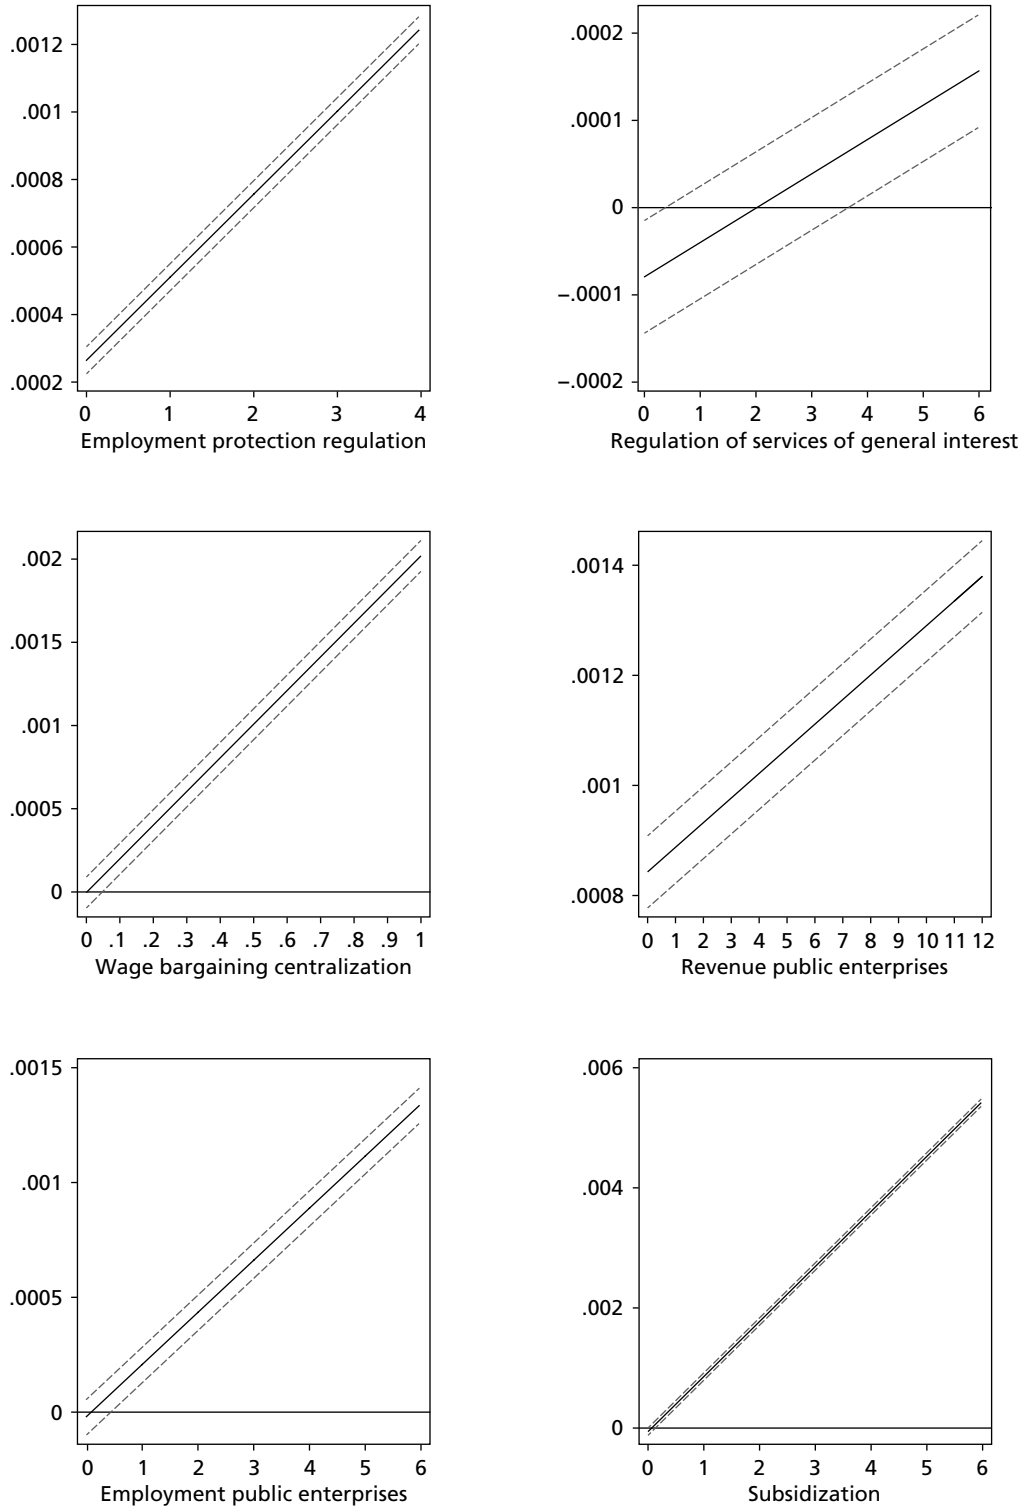 .0012
.001
.0008
.0006
.0004
.0002
0 1 2 3 4
Employment protection regulation
.0002
.0001
0
–.0001
–.0002
0 1 2 3 4 5 6
Regulation of services of general interest
.002
.0015
.001
.0005
0
0 .1 .2 .3 .4 .5 .6 .7 .8 .9 1
Wage bargaining centralization
.0014
.0012
.001
.0008
0 1 2 3 4 5 6 7 8 9 10 11 12
Revenue public enterprises
.0015
.001
.0005
0
0 1 2 3 4 5 6
Employment public enterprises
.006
.004
.002
0
0 1 2 3 4 5 6
Subsidization